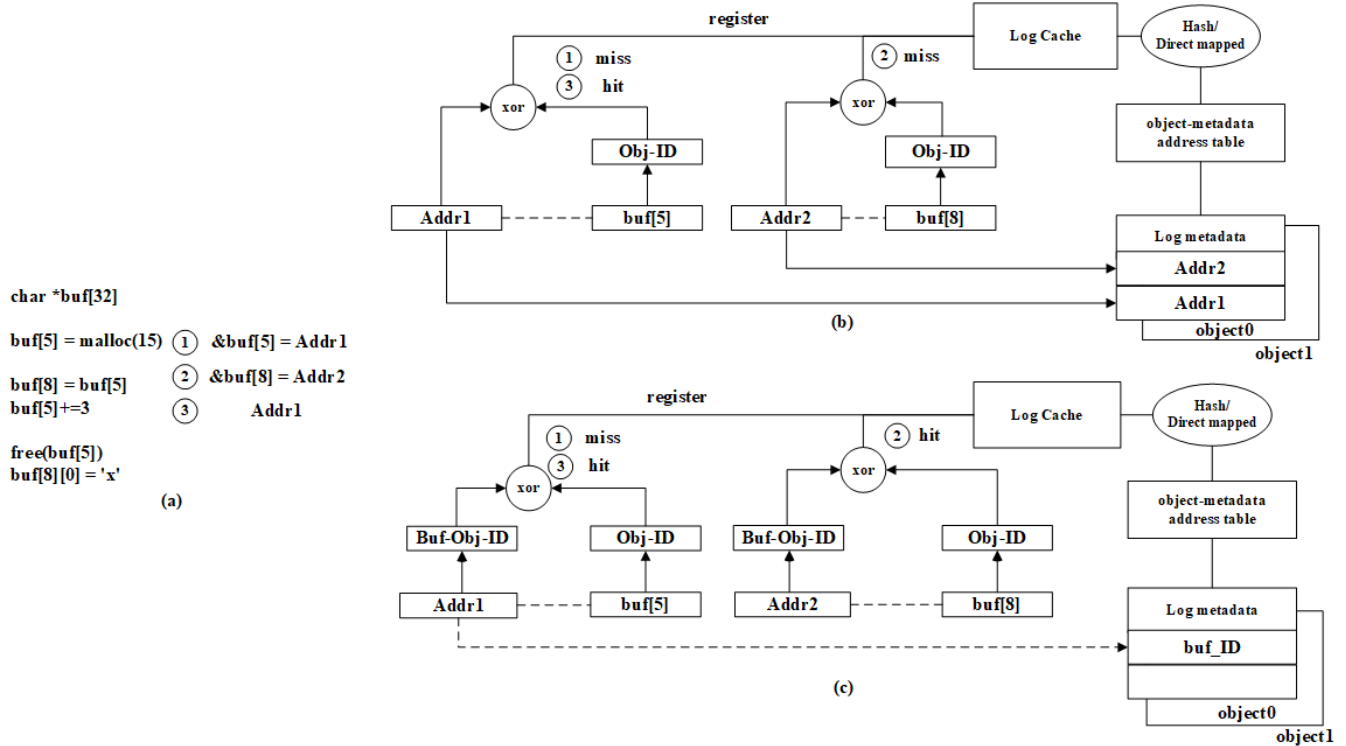 register
Log Cache
Hash/
Direct mapped
1 miss
3 hit
2 miss
xor
xor
object-metadata
address table
Obj-ID
Obj-ID
Addr1
buf[5]
Addr2
buf[8]
Log metadata
Addr2
Addr1
object0
object1
(b)
char *buf[32]
buf[5] = malloc(15) 1 &buf[5] = Addr1
buf[8] = buf[5] 2 &buf[8] = Addr2
buf[5]+=3 3 Addr1
free(buf[5])
buf[8][0] = 'x'
(a)
register
Log Cache
Hash/
Direct mapped
1 miss
3 hit
2 hit
xor
xor
object-metadata
address table
Buf-Obj-ID
Obj-ID
Buf-Obj-ID
Obj-ID
Addr1
buf[5]
Addr2
buf[8]
Log metadata
buf_ID
object0
object1
(c)